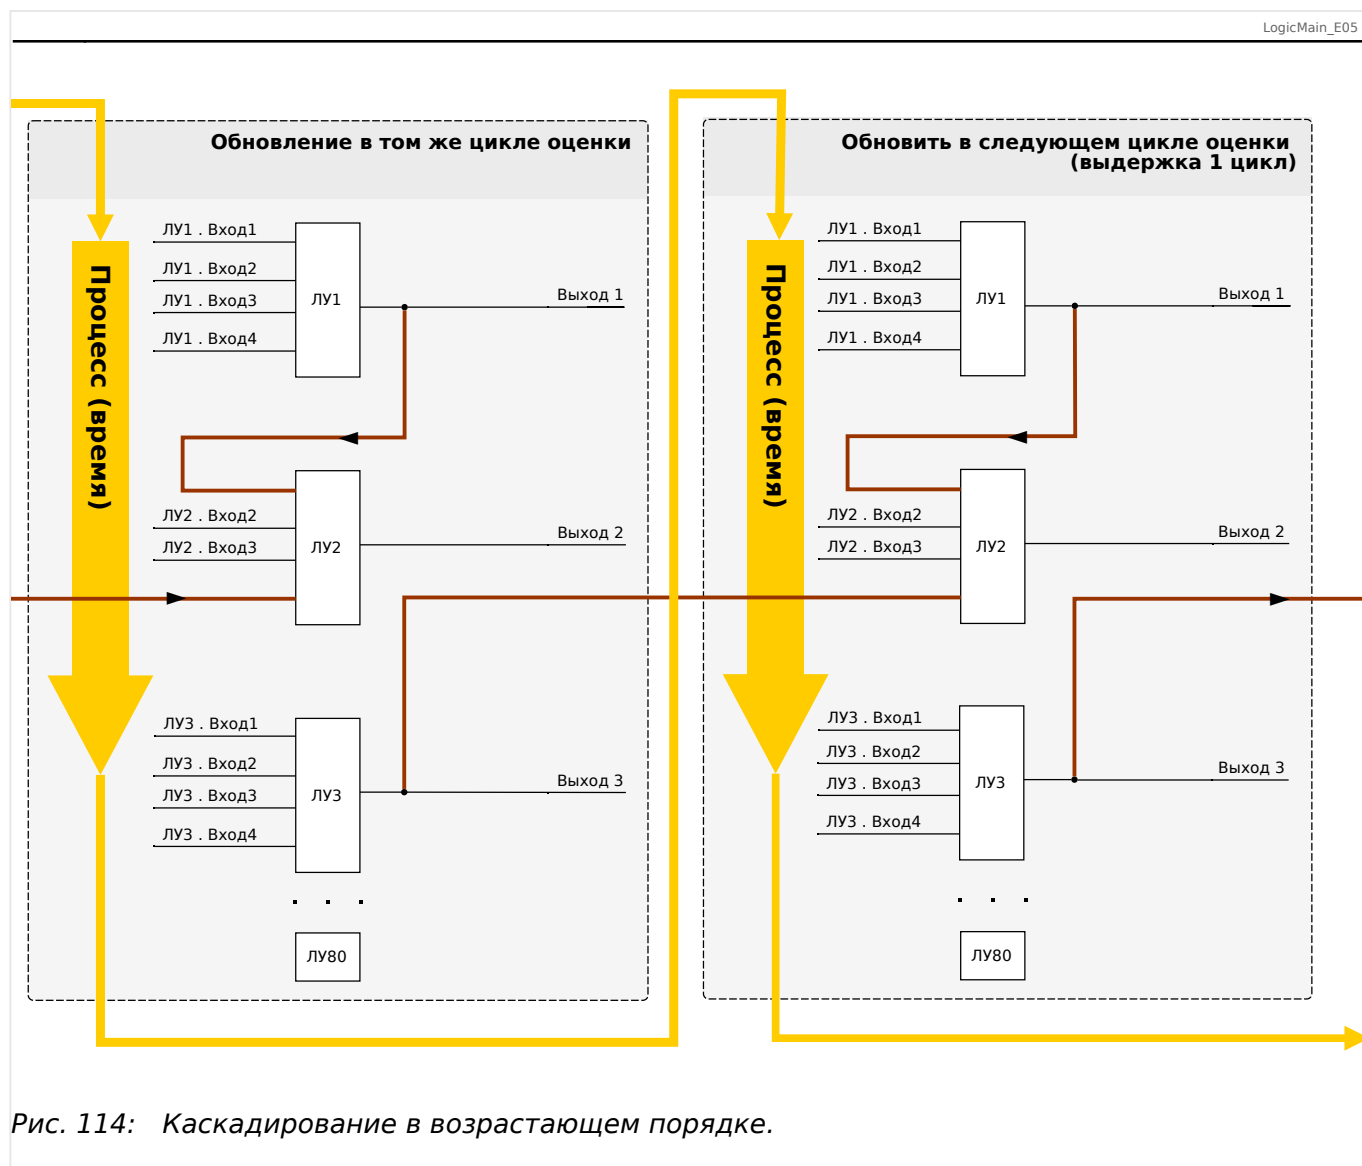 LogicMain_E05
Обновление в том же цикле оценки
Процесс (время)
ЛУ1 . Вход1
ЛУ1 . Вход2
ЛУ1 . Вход3
ЛУ1 . Вход4
ЛУ1
Выход 1
ЛУ2 . Вход2
ЛУ2 . Вход3
ЛУ2
Выход 2
ЛУ3 . Вход1
ЛУ3 . Вход2
ЛУ3 . Вход3
ЛУ3 . Вход4
ЛУ3
Выход 3
. . .
ЛУ80
Обновить в следующем цикле оценки
(выдержка 1 цикл)
Процесс (время)
ЛУ1 . Вход1
ЛУ1 . Вход2
ЛУ1 . Вход3
ЛУ1 . Вход4
ЛУ1
Выход 1
ЛУ2 . Вход2
ЛУ2 . Вход3
ЛУ2
Выход 2
ЛУ3 . Вход1
ЛУ3 . Вход2
ЛУ3 . Вход3
ЛУ3 . Вход4
ЛУ3
Выход 3
. . .
ЛУ80
Рис. 114: Каскадирование в возрастающем порядке.